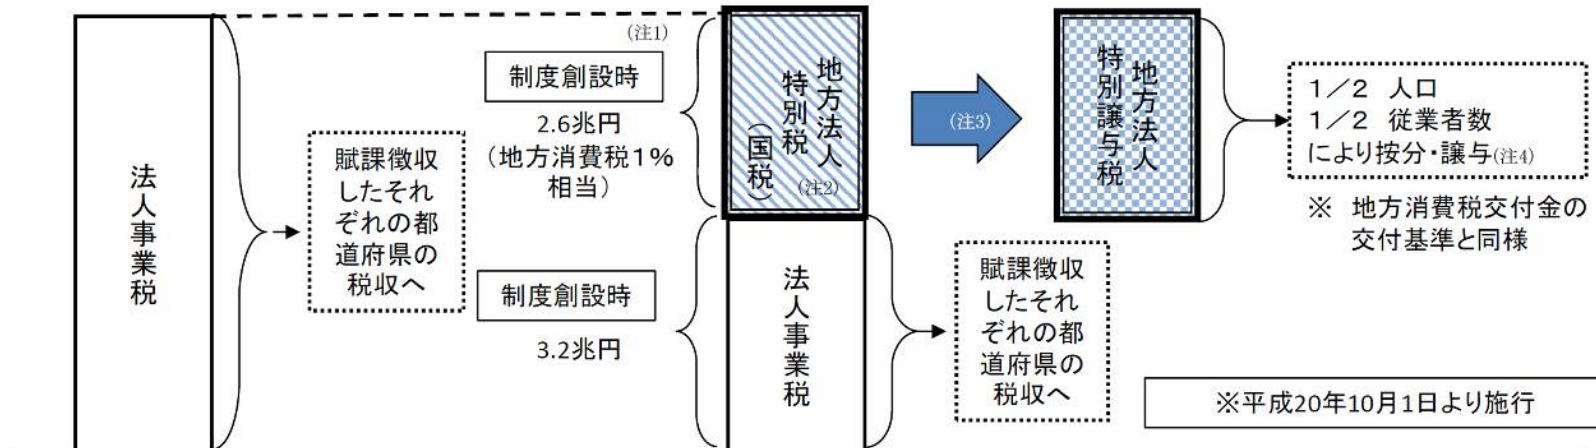 法人事業税
賦課徴収
したそれ
ぞれの都
道府県の
税収へ
(注1)
制度創設時
2.6兆円
(地方消費税1%
相当)
地方法人
特別税
(国税)
(注2)
制度創設時
3.2兆円
法人事業税
賦課徴収
したそれ
ぞれの都
道府県の
税収へ
(注3)
地方法人
特別譲与税
1/2 人口
1/2 従業者数
により按分・譲与(注4)
※ 地方消費税交付金の
交付基準と同様
※平成20年10月1日より施行